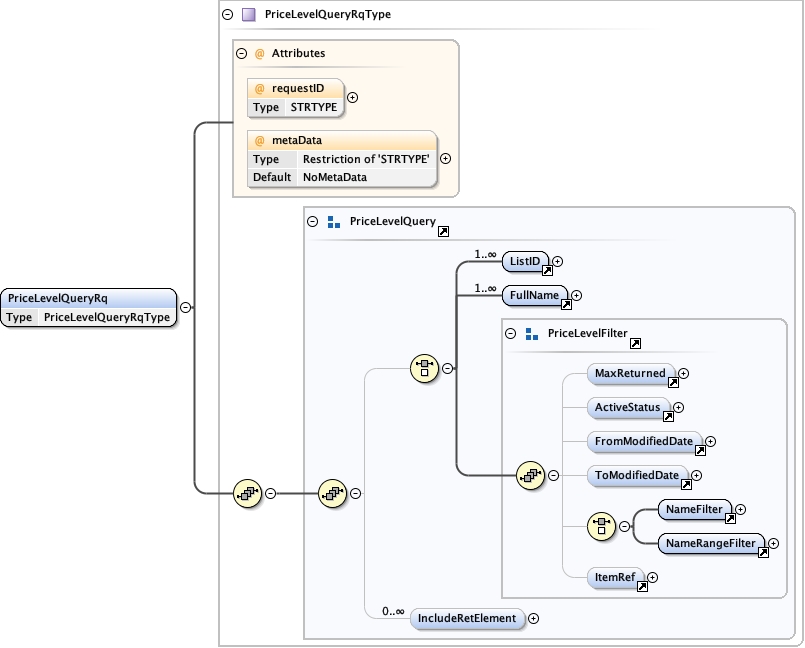 PriceLevelQueryRqType
@ Attributes
@ requestID
Type STRTYPE
@ metaData
Type Restriction of 'STRTYPE'
Default NoMetaData
PriceLevelQuery
1..∞
ListID
1..∞
FullName
PriceLevelQueryRq
Type PriceLevelQueryRqType
PriceLevelFilter
MaxReturned
ActiveStatus
FromModifiedDate
ToModifiedDate
NameFilter
NameRangeFilter
ItemRef
0..∞
IncludeRetElement